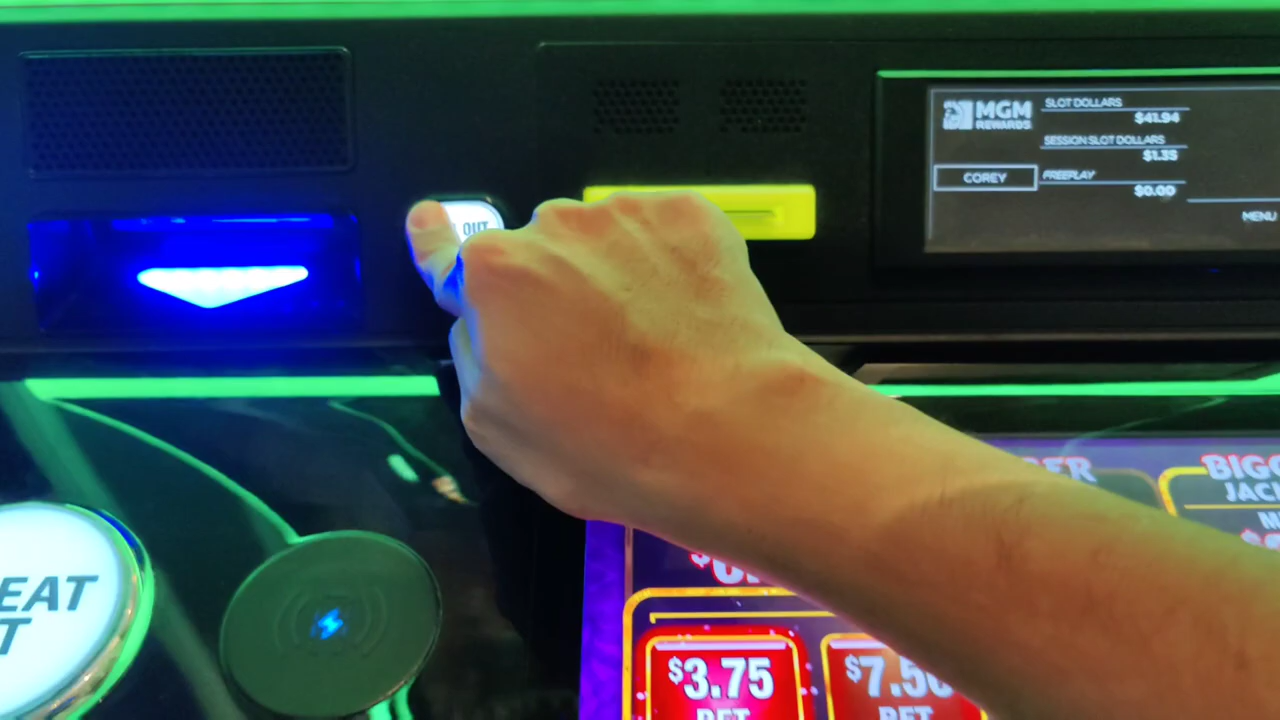 MGM
REWARDS
SLOT DOLLARS
$41.94
SESSION SLOT DOLLARS
$1.35
COREY
FREEPLAY
$0.00
MENU
OUT
EAT
T
BIGG
JACK
$3.75
BET
$7.50
BET